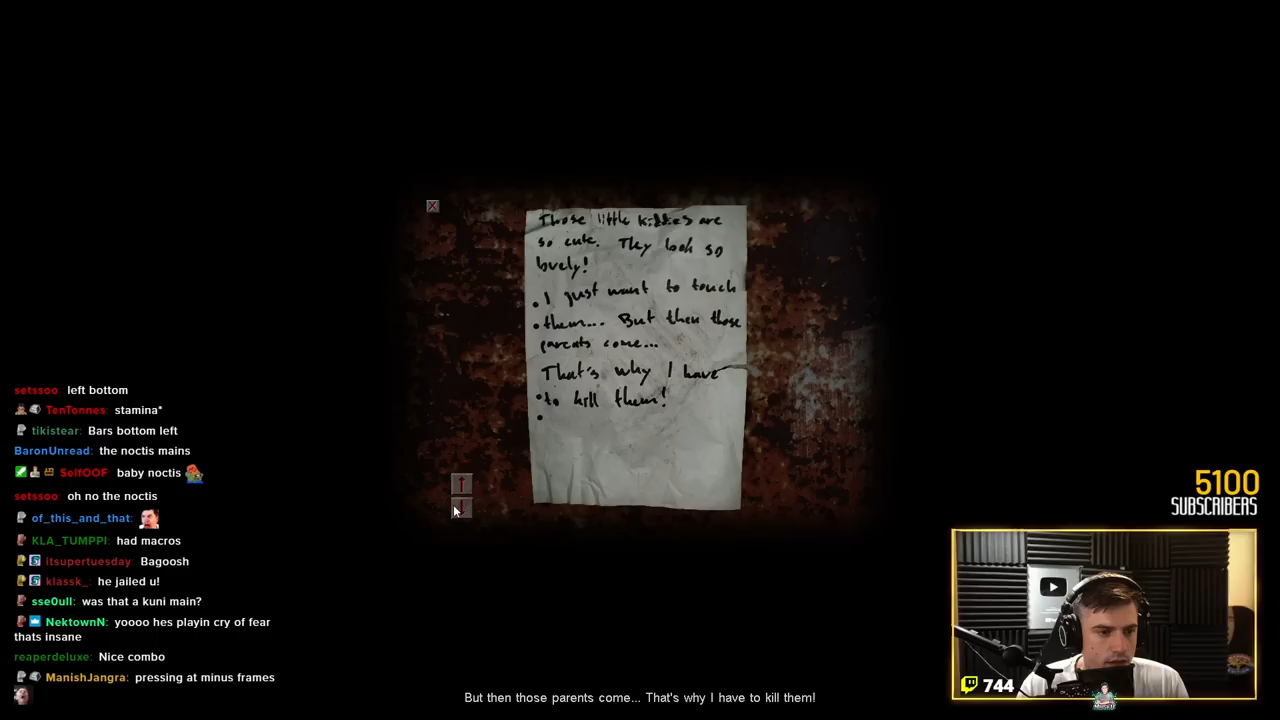 Those little kitties are
so cute. They look so
lovely!
I just want to touch
them... But then those
parents come...
That's why I have
to kill them!
setssoo left bottom
TenTonnes stamina*
tikistear: Bars bottom left
BaronUnread: the noctis mains
SelfOOF: baby noctis
setssoo oh no the noctis
of_this_and_that:
KLA_TUMPPI: had macros
itsupertuesday: Bagoosh
klassk_: he jailed u!
sse0ull: was that a kuni main?
NektownN: yoooo hes playin cry of fear
thats insane
reaperdeluxe: Nice combo
ManishJangra: pressing at minus frames
5100
SUBSCRIBERS
744
But then those parents come... That's why I have to kill them!